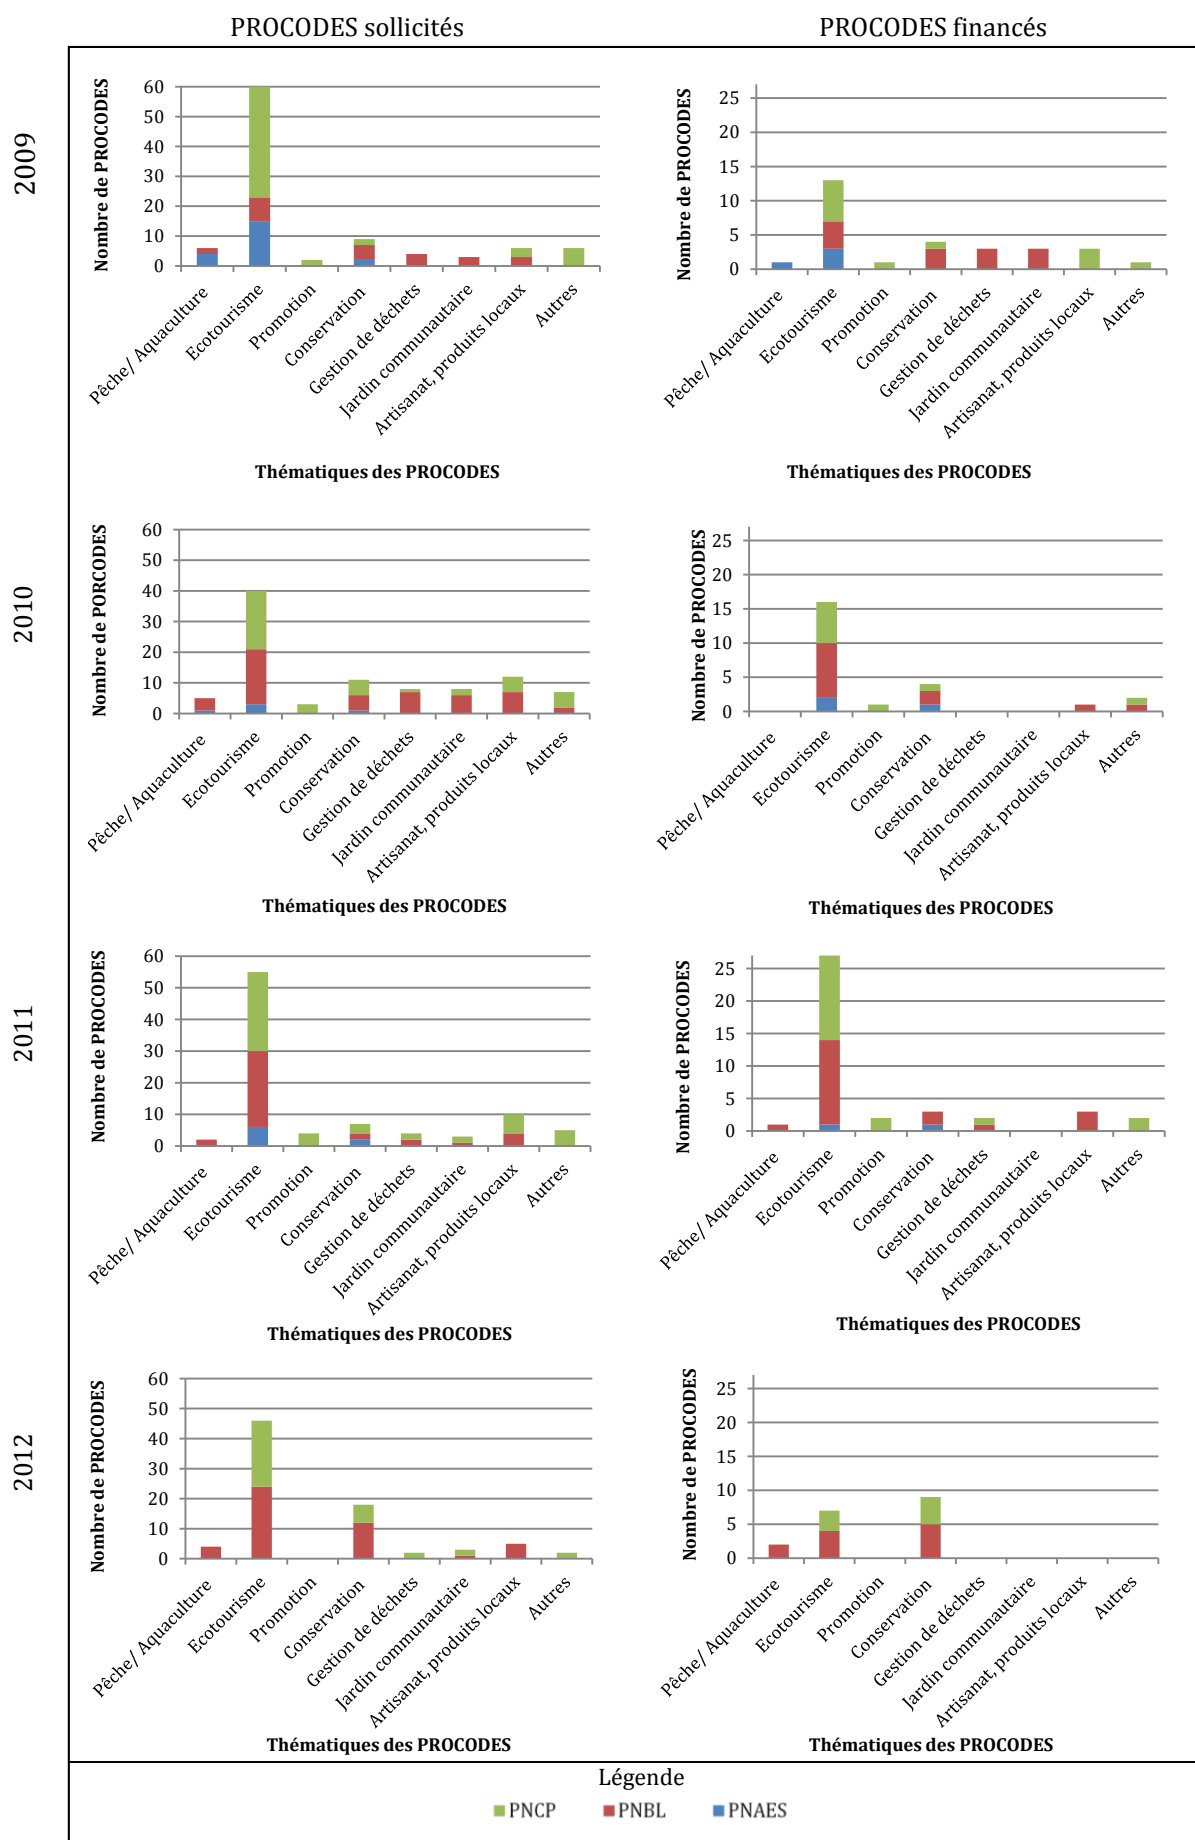 PROCODES sollicités
PROCODES financés
2009
Nombre de PROCODES
60
50
40
30
20
10
0
Pêche/ Aquaculture
Ecotourisme
Promotion
Conservation
Gestion de déchets
Jardin communautaire
Artisanat, produits locaux
Autres
Thématiques des PROCODES
Nombre de PROCODES
25
20
15
10
5
0
Pêche/ Aquaculture
Ecotourisme
Promotion
Conservation
Gestion de déchets
Jardin communautaire
Artisanat, produits locaux
Autres
Thématiques des PROCODES
2010
Nombre de PORCODES
60
50
40
30
20
10
0
Pêche/ Aquaculture
Ecotourisme
Promotion
Conservation
Gestion de déchets
Jardin communautaire
Artisanat, produits locaux
Autres
Thématiques des PROCODES
Nombre de PROCODES
25
20
15
10
5
0
Pêche/ Aquaculture
Ecotourisme
Promotion
Conservation
Gestion de déchets
Jardin communautaire
Artisanat, produits locaux
Autres
Thématiques des PROCODES
2011
Nombre de PROCODES
60
50
40
30
20
10
0
Pêche/ Aquaculture
Ecotourisme
Promotion
Conservation
Gestion de déchets
Jardin communautaire
Artisanat, produits locaux
Autres
Thématiques des PROCODES
Nombre de PROCODES
25
20
15
10
5
0
Pêche/ Aquaculture
Ecotourisme
Promotion
Conservation
Gestion de déchets
Jardin communautaire
Artisanat, produits locaux
Autres
Thématiques des PROCODES
2012
Nombre de PROCODES
60
50
40
30
20
10
0
Pêche/ Aquaculture
Ecotourisme
Promotion
Conservation
Gestion de déchets
Jardin communautaire
Artisanat, produits locaux
Autres
Thématiques des PROCODES
Nombre de PROCODES
25
20
15
10
5
0
Pêche/ Aquaculture
Ecotourisme
Promotion
Conservation
Gestion de déchets
Jardin communautaire
Artisanat, produits locaux
Autres
Thématiques des PROCODES
Légende
PNCP PNBL PNAES